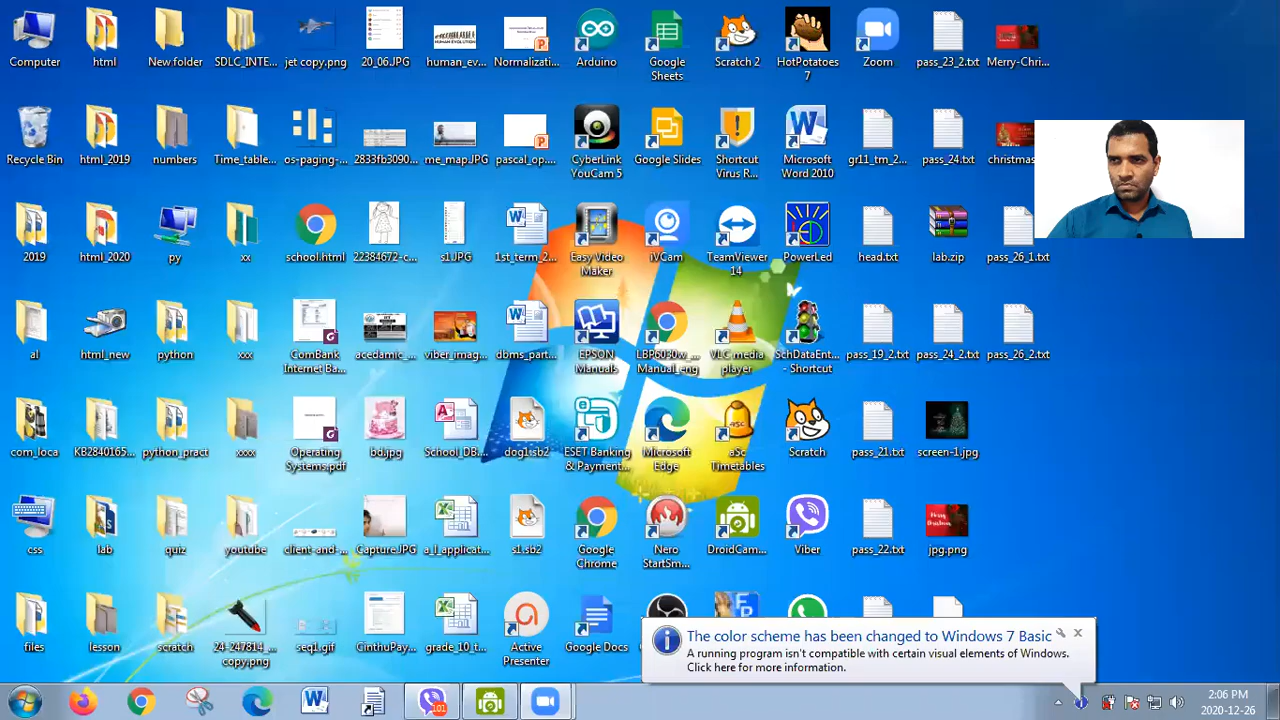 Computer
html
New folder
SDLC_INTE...
jet copy.png
20_06.JPG
human_ev...
Normalizati...
Arduino
Google
Sheets
Scratch 2
HotPotatoes
7
Zoom
pass_23_2.txt
Merry-Chri...
Recycle Bin
html_2019
numbers
Time_table...
os-paging-...
2833fb3090...
me_map.JPG
pascal_op...
CyberLink
YouCam 5
Google Slides
Shortcut
Virus R...
Microsoft
Word 2010
gr11_tm_2...
pass_24.txt
christmas
2019
html_2020
py
xx
school.html
22384672-c...
s1.JPG
1st_term_2...
Easy Video
Maker
iVCam
TeamViewer
14
PowerLed
head.txt
lab.zip
pass_26_1.txt
al
html_new
python
xxx
ComBank
Internet Ba...
acedamic_...
viber_imag...
dbms_part...
EPSON
Manuals
LBP6030w_...
Manual_eng
VLC media
player
SchDataEnt...
- Shortcut
pass_19_2.txt
pass_24_2.txt
pass_26_2.txt
com_loca
KB2840165...
python_pract
xxxx
Operating
Systems.pdf
bd.jpg
School_DB...
dog1.sb2
ESET Banking
& Payment...
Microsoft
Edge
aSc
Timetables
Scratch
pass_21.txt
screen-1.jpg
css
lab
quiz
youtube
client-and-...
Capture.JPG
a_l_applicat...
s1.sb2
Google
Chrome
Nero
StartSm...
DroidCam...
Viber
pass_22.txt
jpg.png
files
lesson
scratch
24-247814_...
copy.png
seq1.gif
CinthuPay...
grade_10_t...
Active
Presenter
Google Docs
The color scheme has been changed to Windows 7 Basic
A running program isn't compatible with certain visual elements of Windows.
Click here for more information.
101
2:06 PM
2020-12-26